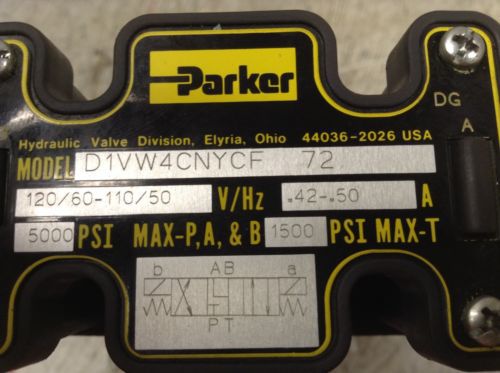 Parker
DG
Hydraulic Valve Division, Elyria, Ohio 44036-2026 USA
A
MODEL D1VW4CNYCF 72
120/60-110/50 V/Hz .42-.50 A
5000 PSI MAX-P,A, & B 1500 PSI MAX-T
b AB a
T
PT